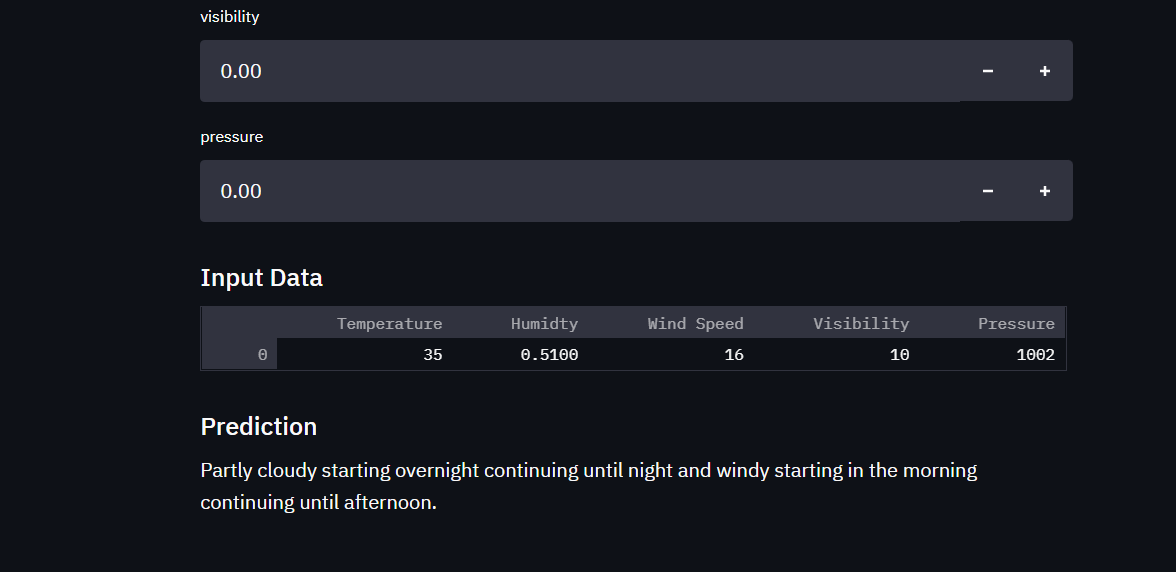 visibility
0.00 − +
pressure
0.00 − +
Input Data
Temperature Humidty Wind Speed Visibility Pressure
0 35 0.5100 16 10 1002
Prediction
Partly cloudy starting overnight continuing until night and windy starting in the morning
continuing until afternoon.